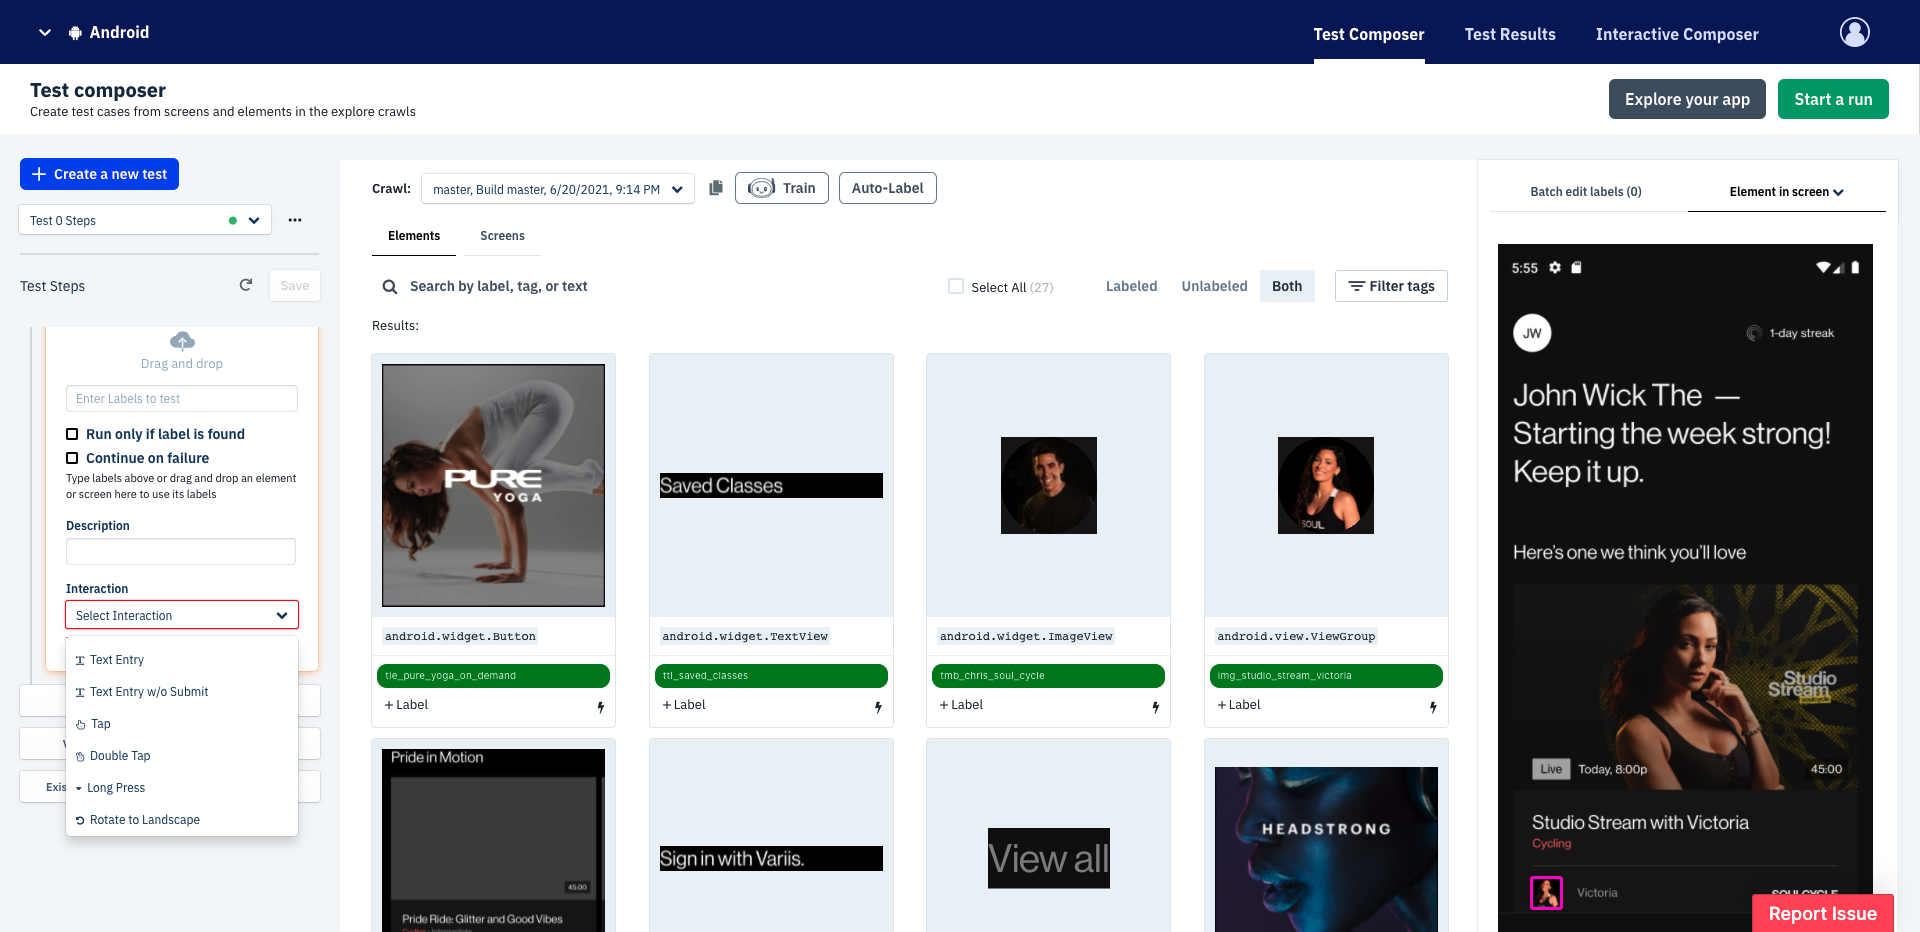 Android
Test Composer
Test Results
Interactive Composer
Test composer
Create test cases from screens and elements in the explore crawls
Explore your app
Start a run
+ Create a new test
Test 0 Steps
Test Steps
Save
Drag and drop
Enter Labels to test
Run only if label is found
Continue on failure
Type labels above or drag and drop an element
or screen here to use its labels
Description
Interaction
Select Interaction
Text Entry
Text Entry w/o Submit
Tap
Double Tap
Long Press
Rotate to Landscape
Exis
Crawl:
master, Build master, 6/20/2021, 9:14 PM
Train
Auto-Label
Elements
Screens
Search by label, tag, or text
Select All (27)
Labeled
Unlabeled
Both
Filter tags
Results:
PURE
YOGA
android.widget.Button
tle_pure_yoga_on_demand
+ Label
Saved Classes
android.widget.TextView
ttl_saved_classes
+ Label
android.widget.ImageView
tmb_chris_soul_cycle
+ Label
SOUL
android.view.ViewGroup
img_studio_stream_victoria
+ Label
Pride in Motion
45:00
Pride Ride: Glitter and Good Vibes
Sign in with Variis.
View all
HEADSTRONG
Batch edit labels (0)
Element in screen
5:55
JW
1-day streak
John Wick The —
Starting the week strong!
Keep it up.
Here's one we think you'll love
Studio
Stream
Live
Today, 8:00p
45:00
Studio Stream with Victoria
Cycling
Victoria
SOULCYCLE
Report Issue